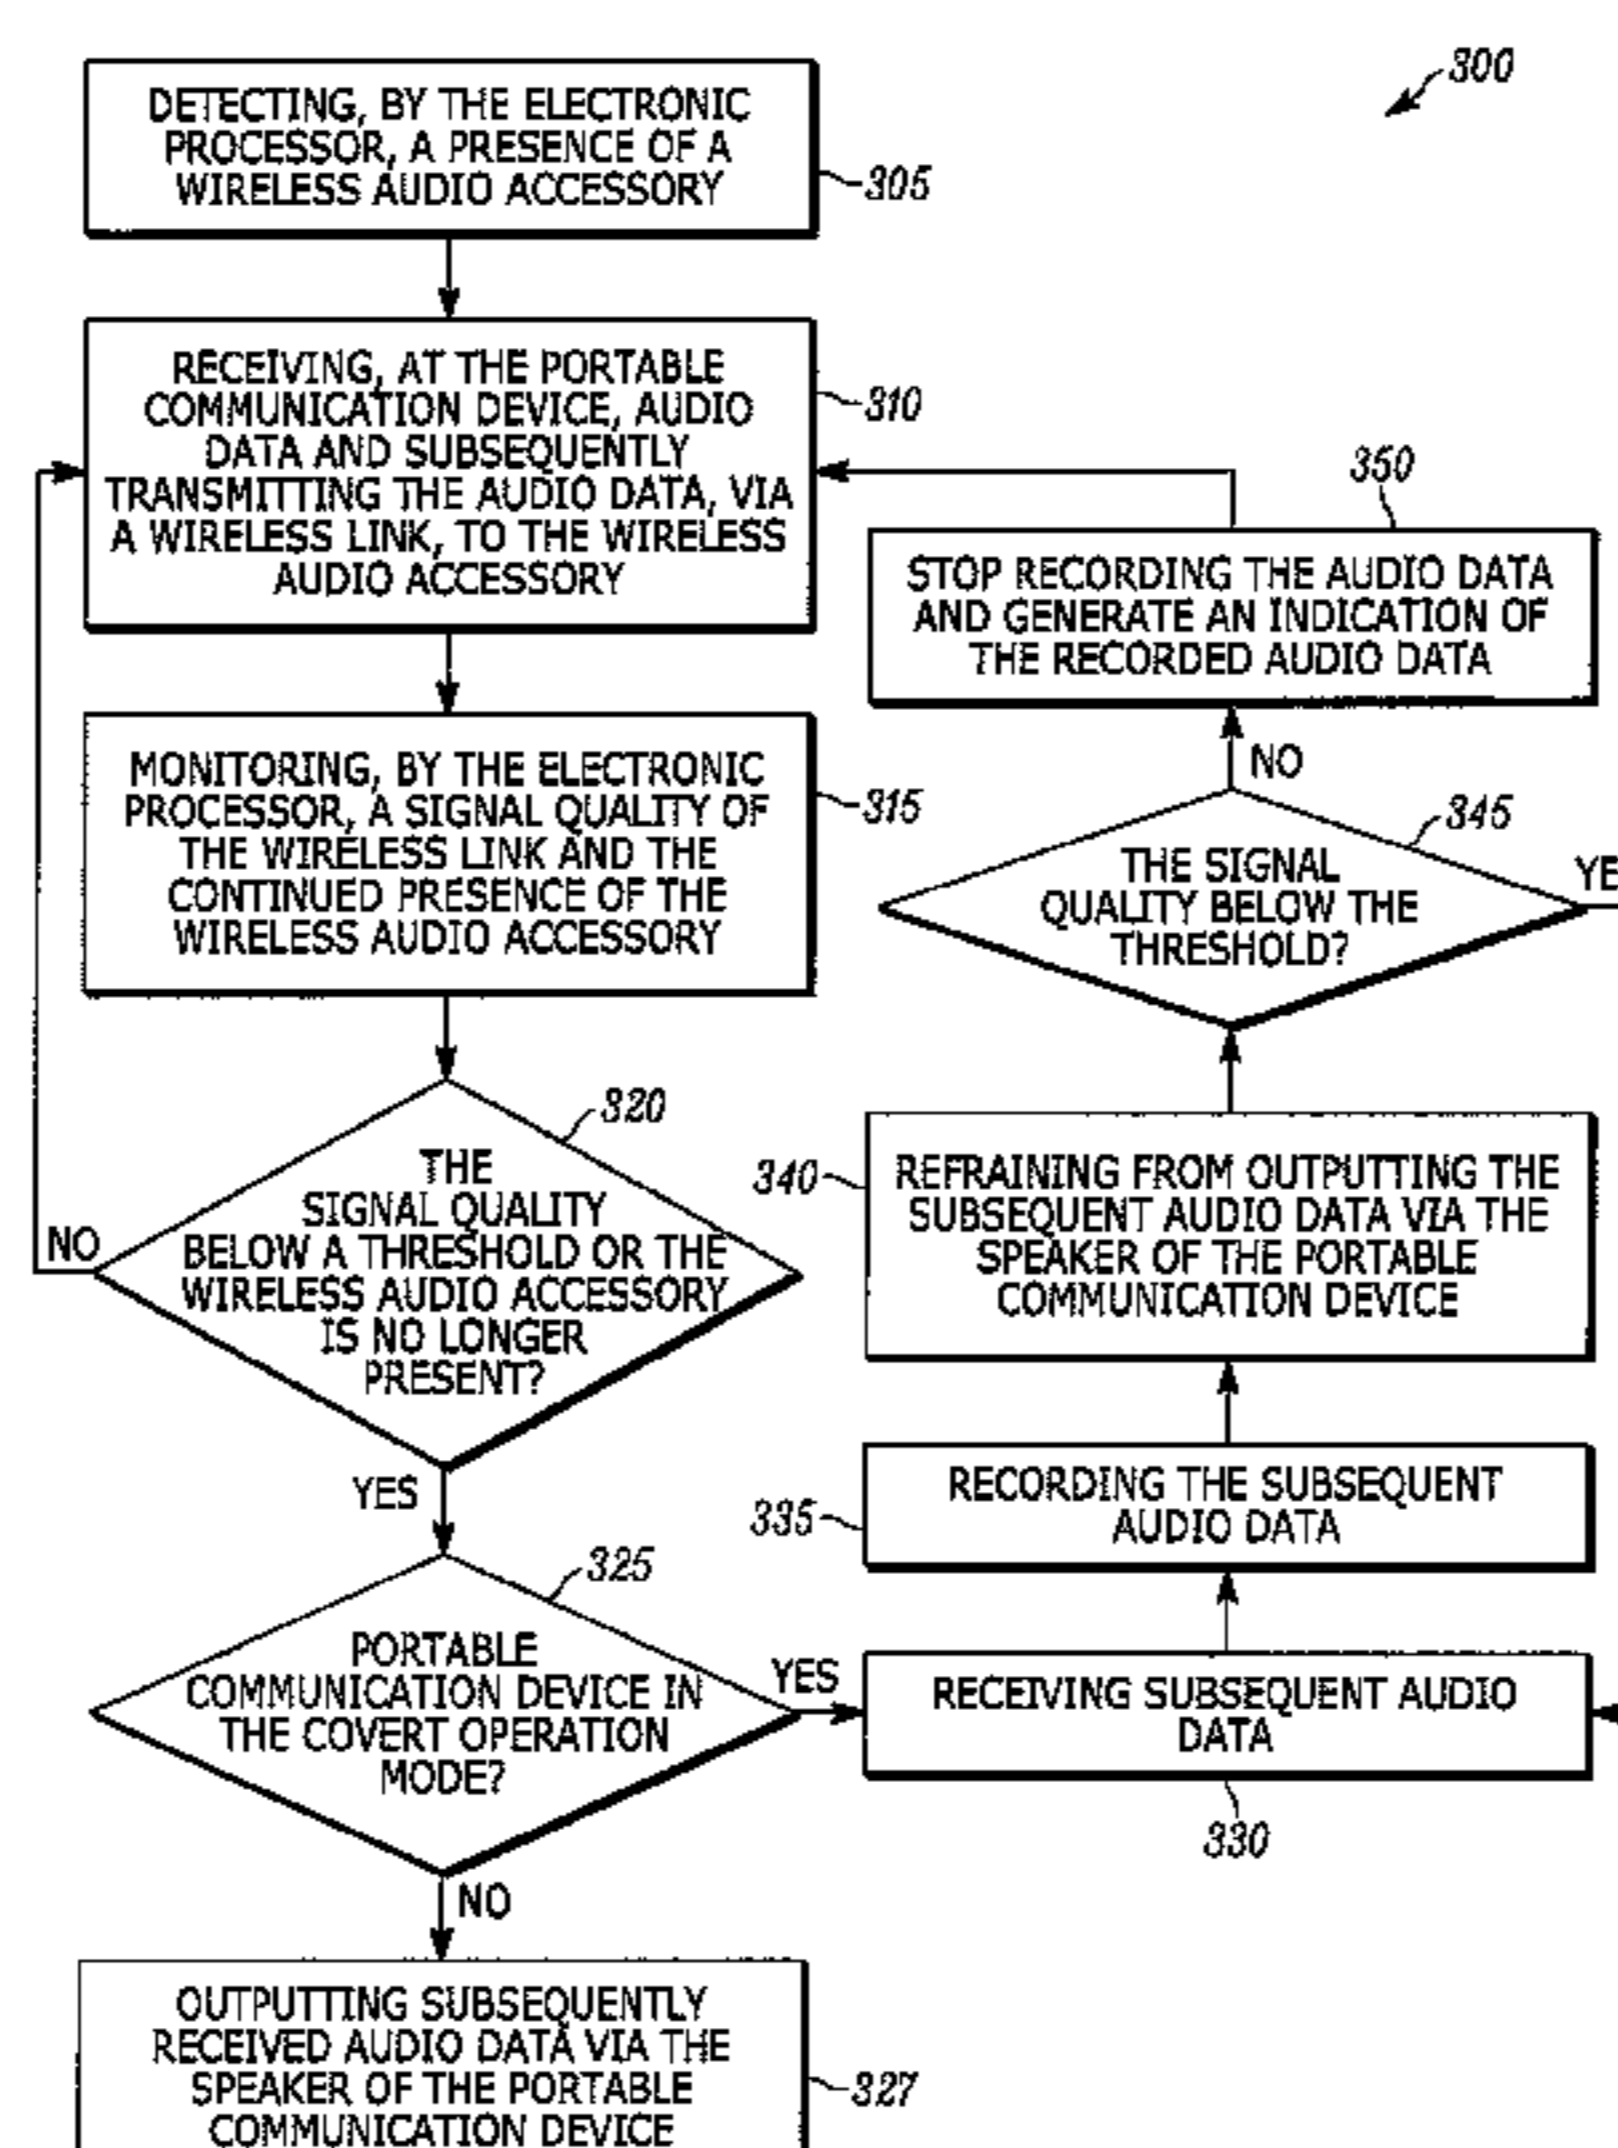 300
DETECTING, BY THE ELECTRONIC
PROCESSOR, A PRESENCE OF A
WIRELESS AUDIO ACCESSORY
305
RECEIVING, AT THE PORTABLE
COMMUNICATION DEVICE, AUDIO
DATA AND SUBSEQUENTLY
TRANSMITTING THE AUDIO DATA, VIA
A WIRELESS LINK, TO THE WIRELESS
AUDIO ACCESSORY
310
MONITORING, BY THE ELECTRONIC
PROCESSOR, A SIGNAL QUALITY OF
THE WIRELESS LINK AND THE
CONTINUED PRESENCE OF THE
WIRELESS AUDIO ACCESSORY
315
320
THE
SIGNAL QUALITY
BELOW A THRESHOLD OR THE
WIRELESS AUDIO ACCESSORY
IS NO LONGER
PRESENT?
NO
YES
325
PORTABLE
COMMUNICATION DEVICE IN
THE COVERT OPERATION
MODE?
YES
NO
OUTPUTTING SUBSEQUENTLY
RECEIVED AUDIO DATA VIA THE
SPEAKER OF THE PORTABLE
COMMUNICATION DEVICE
327
350
STOP RECORDING THE AUDIO DATA
AND GENERATE AN INDICATION OF
THE RECORDED AUDIO DATA
NO
345
THE SIGNAL
QUALITY BELOW THE
THRESHOLD?
YE
340
REFRAINING FROM OUTPUTTING THE
SUBSEQUENT AUDIO DATA VIA THE
SPEAKER OF THE PORTABLE
COMMUNICATION DEVICE
335
RECORDING THE SUBSEQUENT
AUDIO DATA
RECEIVING SUBSEQUENT AUDIO
DATA
330